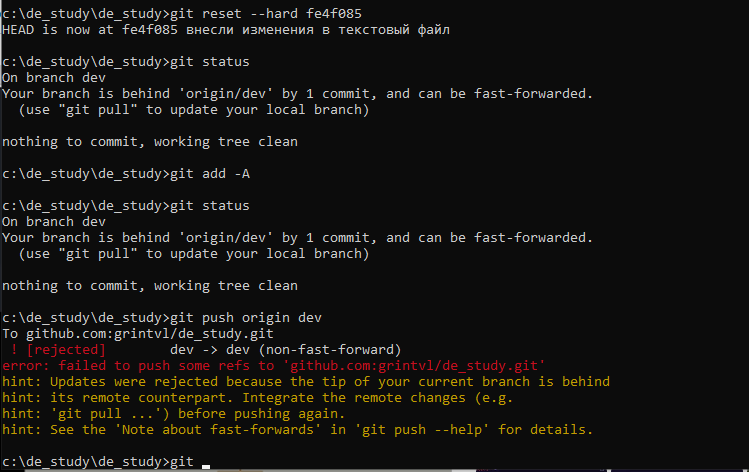 c:\de_study\de_study>git reset --hard fe4f085
HEAD is now at fe4f085 внесли изменения в текстовый файл
c:\de_study\de_study>git status
On branch dev
Your branch is behind 'origin/dev' by 1 commit, and can be fast-forwarded.
(use "git pull" to update your local branch)
nothing to commit, working tree clean
c:\de_study\de_study>git add -A
c:\de_study\de_study>git status
On branch dev
Your branch is behind 'origin/dev' by 1 commit, and can be fast-forwarded.
(use "git pull" to update your local branch)
nothing to commit, working tree clean
c:\de_study\de_study>git push origin dev
To github.com:grintvl/de_study.git
! [rejected]        dev -> dev (non-fast-forward)
error: failed to push some refs to 'github.com:grintvl/de_study.git'
hint: Updates were rejected because the tip of your current branch is behind
hint: its remote counterpart. Integrate the remote changes (e.g.
hint: 'git pull ...') before pushing again.
hint: See the 'Note about fast-forwards' in 'git push --help' for details.
c:\de_study\de_study>git